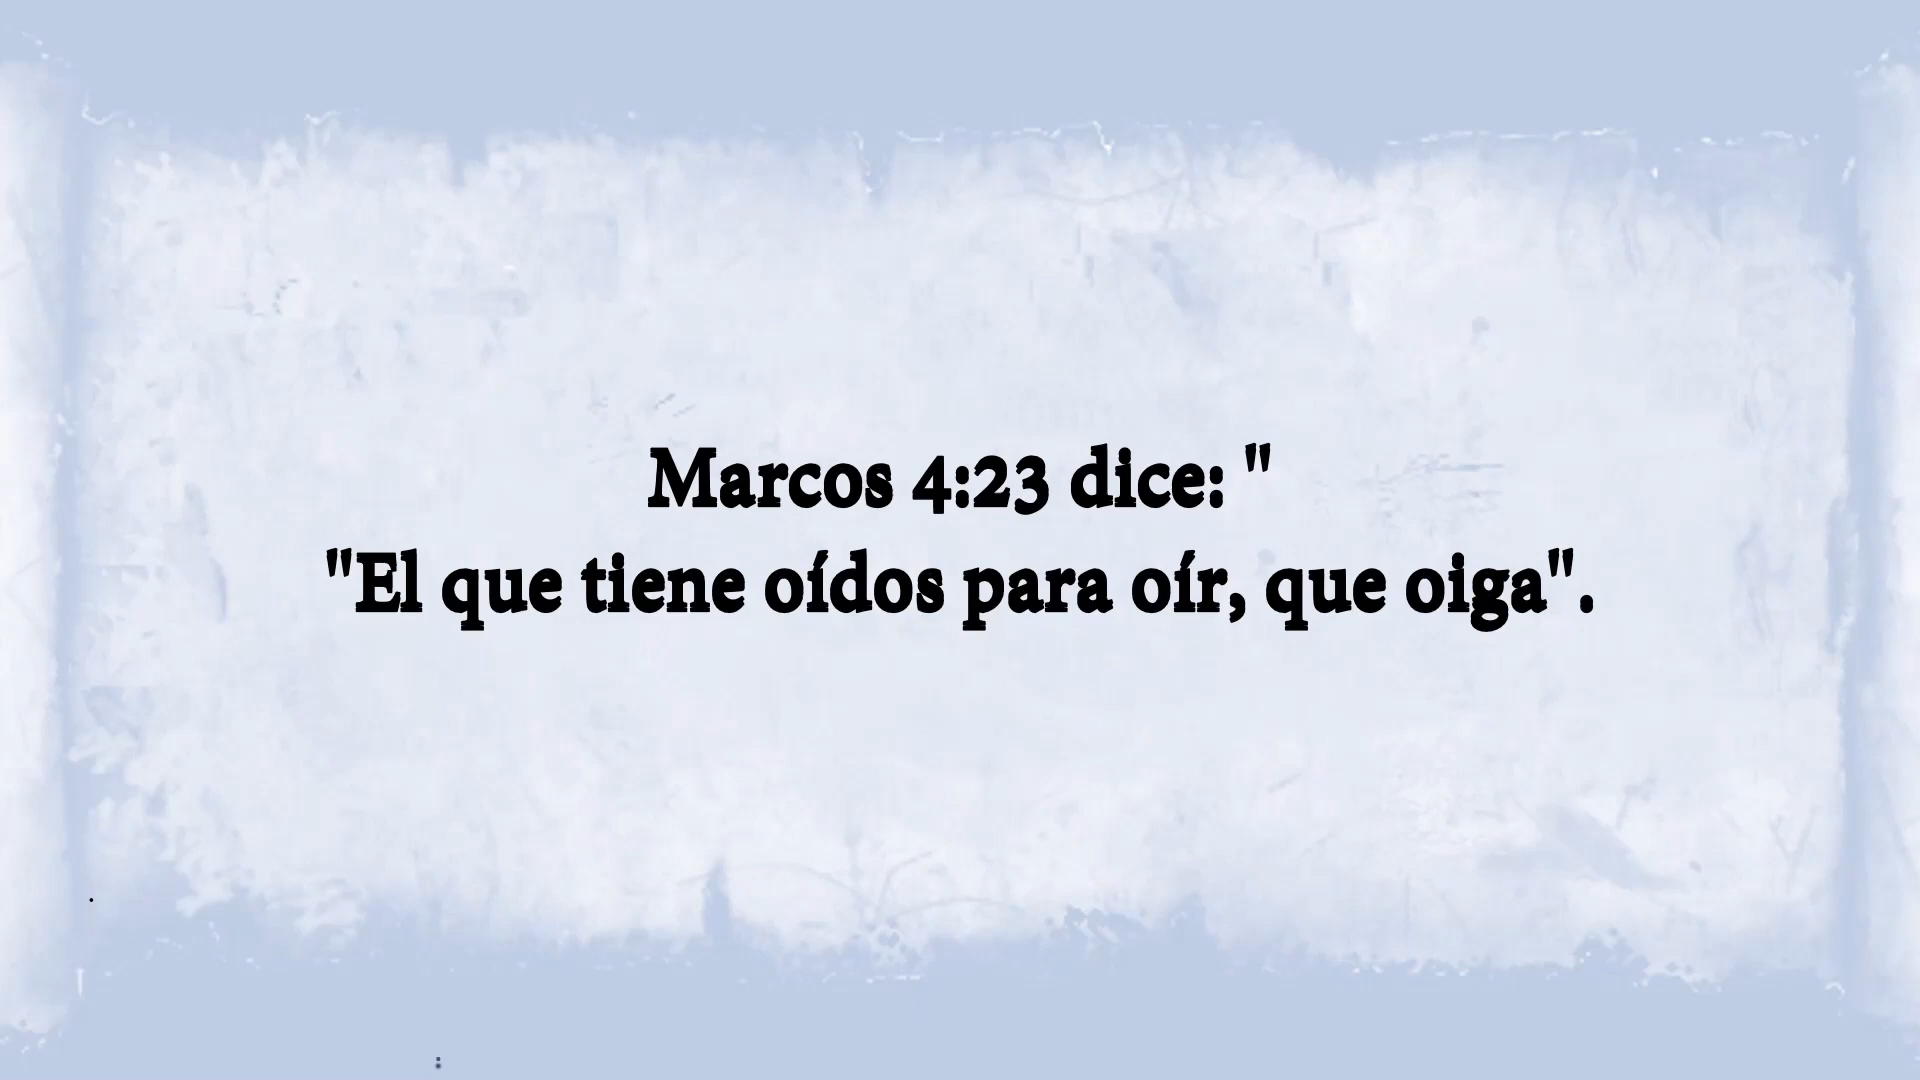 Marcos 4:23 dice: "
"El que tiene oídos para oír, que oiga".